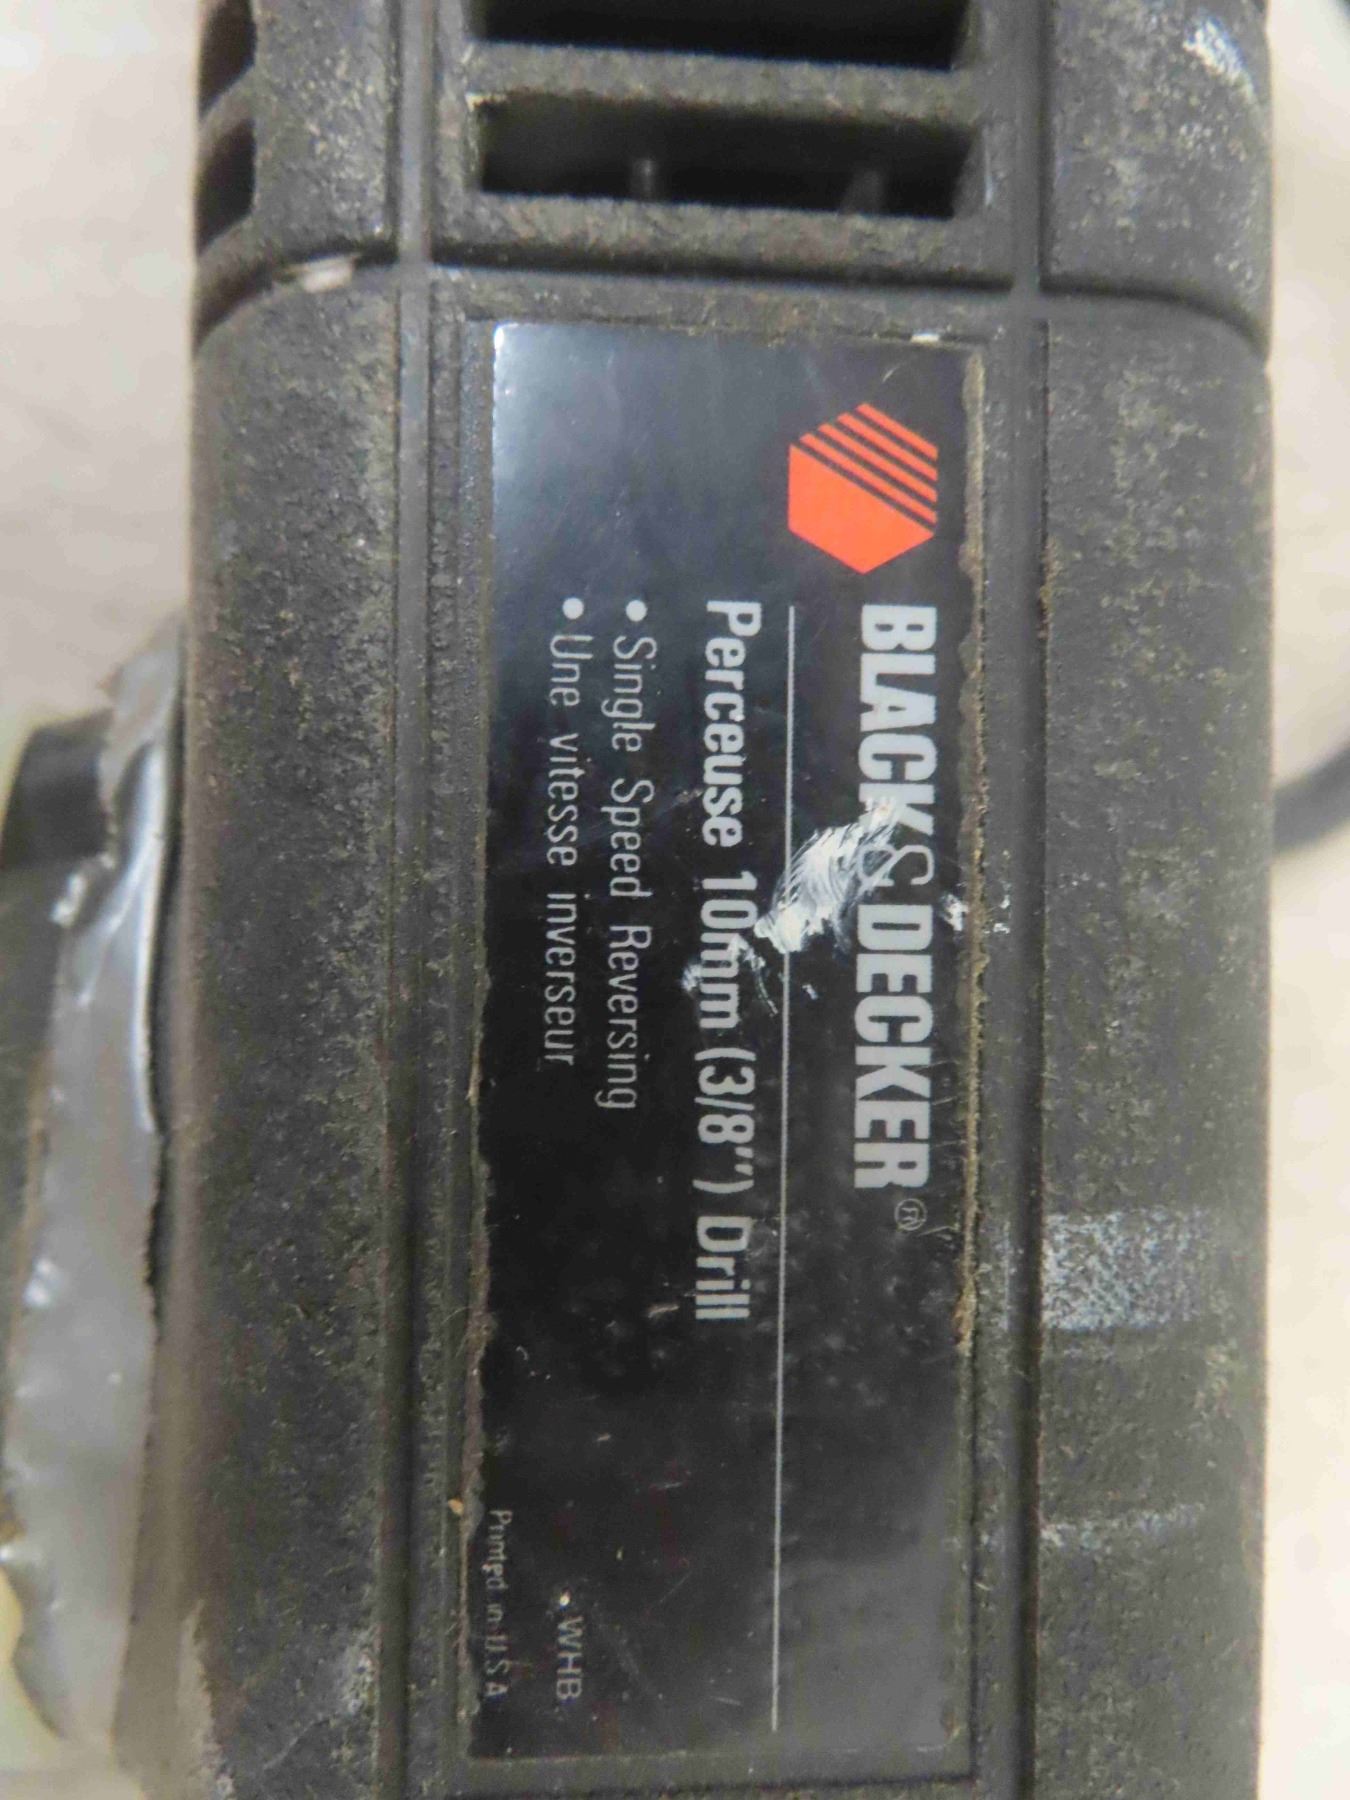 BLACK & DECKER
Perceuse 10mm (3/8") Drill
• Single Speed Reversing
• Une vitesse inverseur
• WHB
Printed in U.S.A.